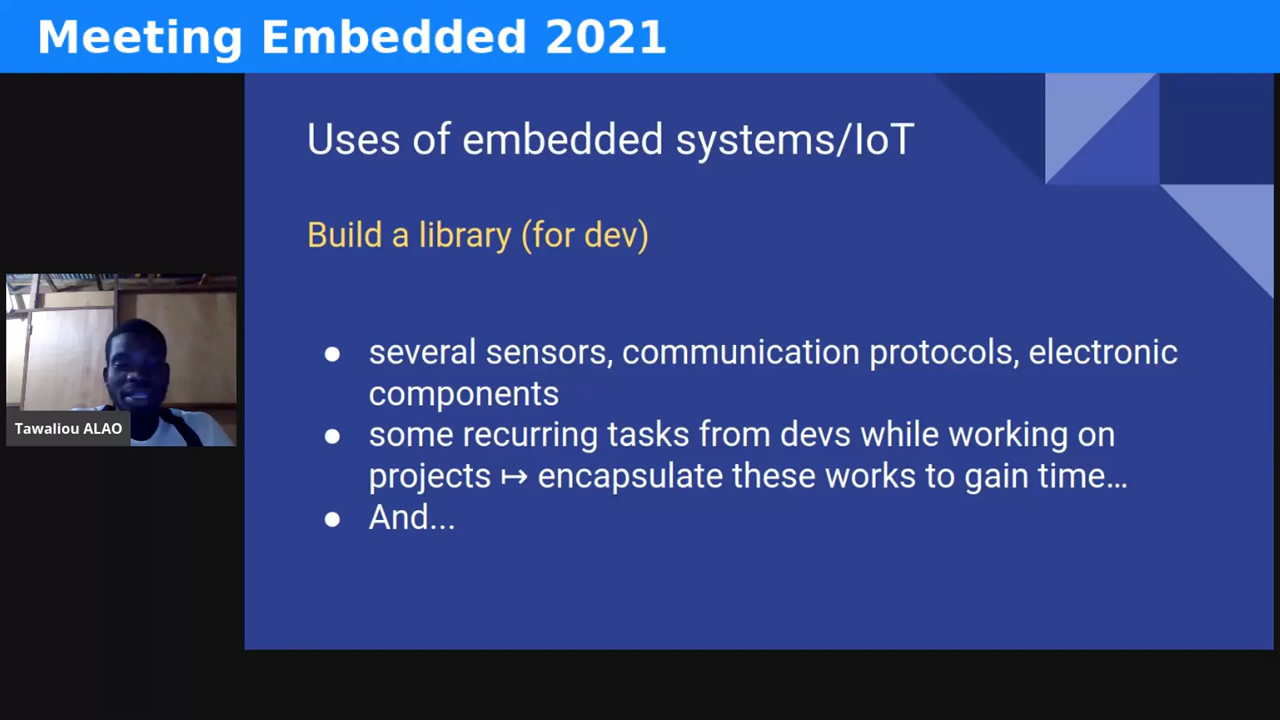 Meeting Embedded 2021
Uses of embedded systems/IoT
Build a library (for dev)
● several sensors, communication protocols, electronic
components
● some recurring tasks from devs while working on
projects ↦ encapsulate these works to gain time…
● And...
Tawaliou ALAO